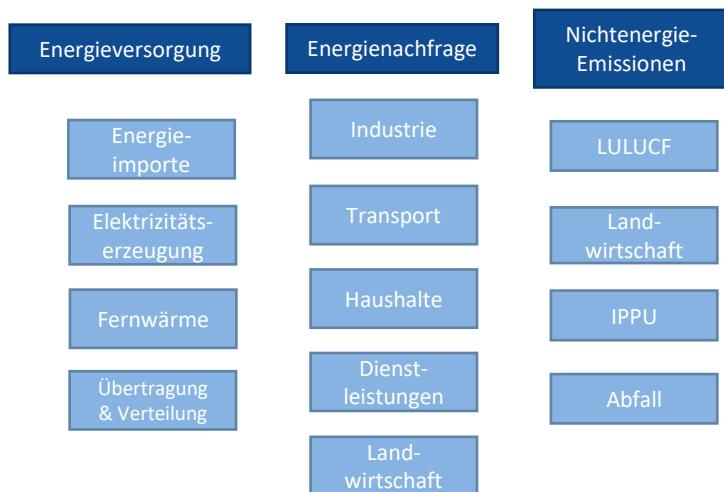 Energieversorgung
Energie-
importe
Elektrizitäts-
erzeugung
Fernwärme
Übertragung
& Verteilung
Energienachfrage
Industrie
Transport
Haushalte
Dienst-
leistungen
Land-
wirtschaft
Nichtenergie-
Emissionen
LULUCF
Land-
wirtschaft
IPPU
Abfall